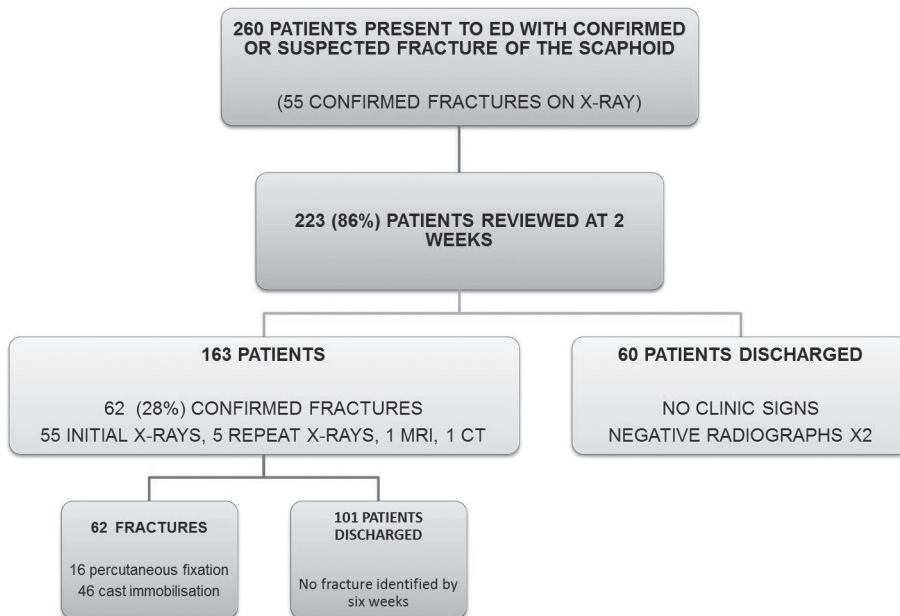 260 PATIENTS PRESENT TO ED WITH CONFIRMED
OR SUSPECTED FRACTURE OF THE SCAPHOID
(55 CONFIRMED FRACTURES ON X-RAY)
223 (86%) PATIENTS REVIEWED AT 2
WEEKS
163 PATIENTS
62 (28%) CONFIRMED FRACTURES
55 INITIAL X-RAYS, 5 REPEAT X-RAYS, 1 MRI, 1 CT
60 PATIENTS DISCHARGED
NO CLINIC SIGNS
NEGATIVE RADIOGRAPHS X2
62 FRACTURES
16 percutaneous fixation
46 cast immobilisation
101 PATIENTS
DISCHARGED
No fracture identified by
six weeks